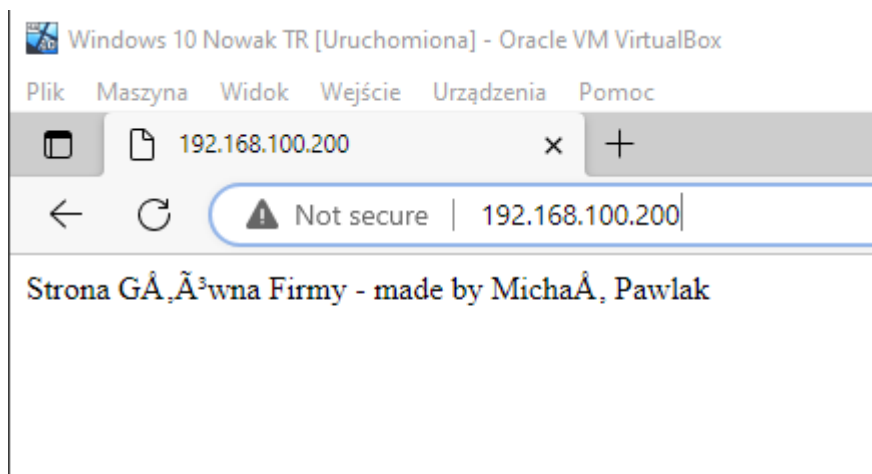 Windows 10 Nowak TR [Uruchomiona] - Oracle VM VirtualBox
Plik Maszyna Widok Wejście Urządzenia Pomoc
192.168.100.200
Not secure 192.168.100.200
Strona GÅ‚Ã³wna Firmy - made by MichaÅ‚ Pawlak